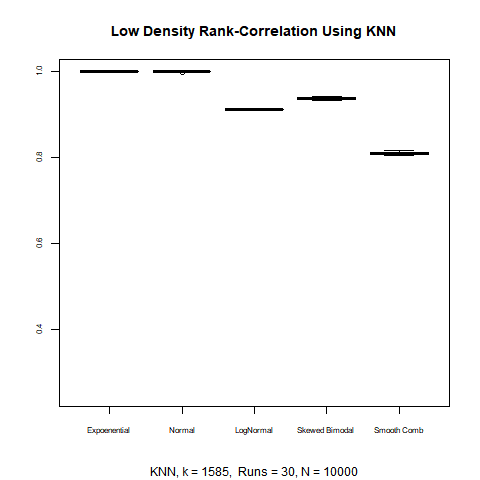 Low Density Rank-Correlation Using KNN
1.0
0.8
0.6
0.4
Expoenential Normal LogNormal Skewed Bimodal Smooth Comb
KNN, k = 1585, Runs = 30, N = 10000